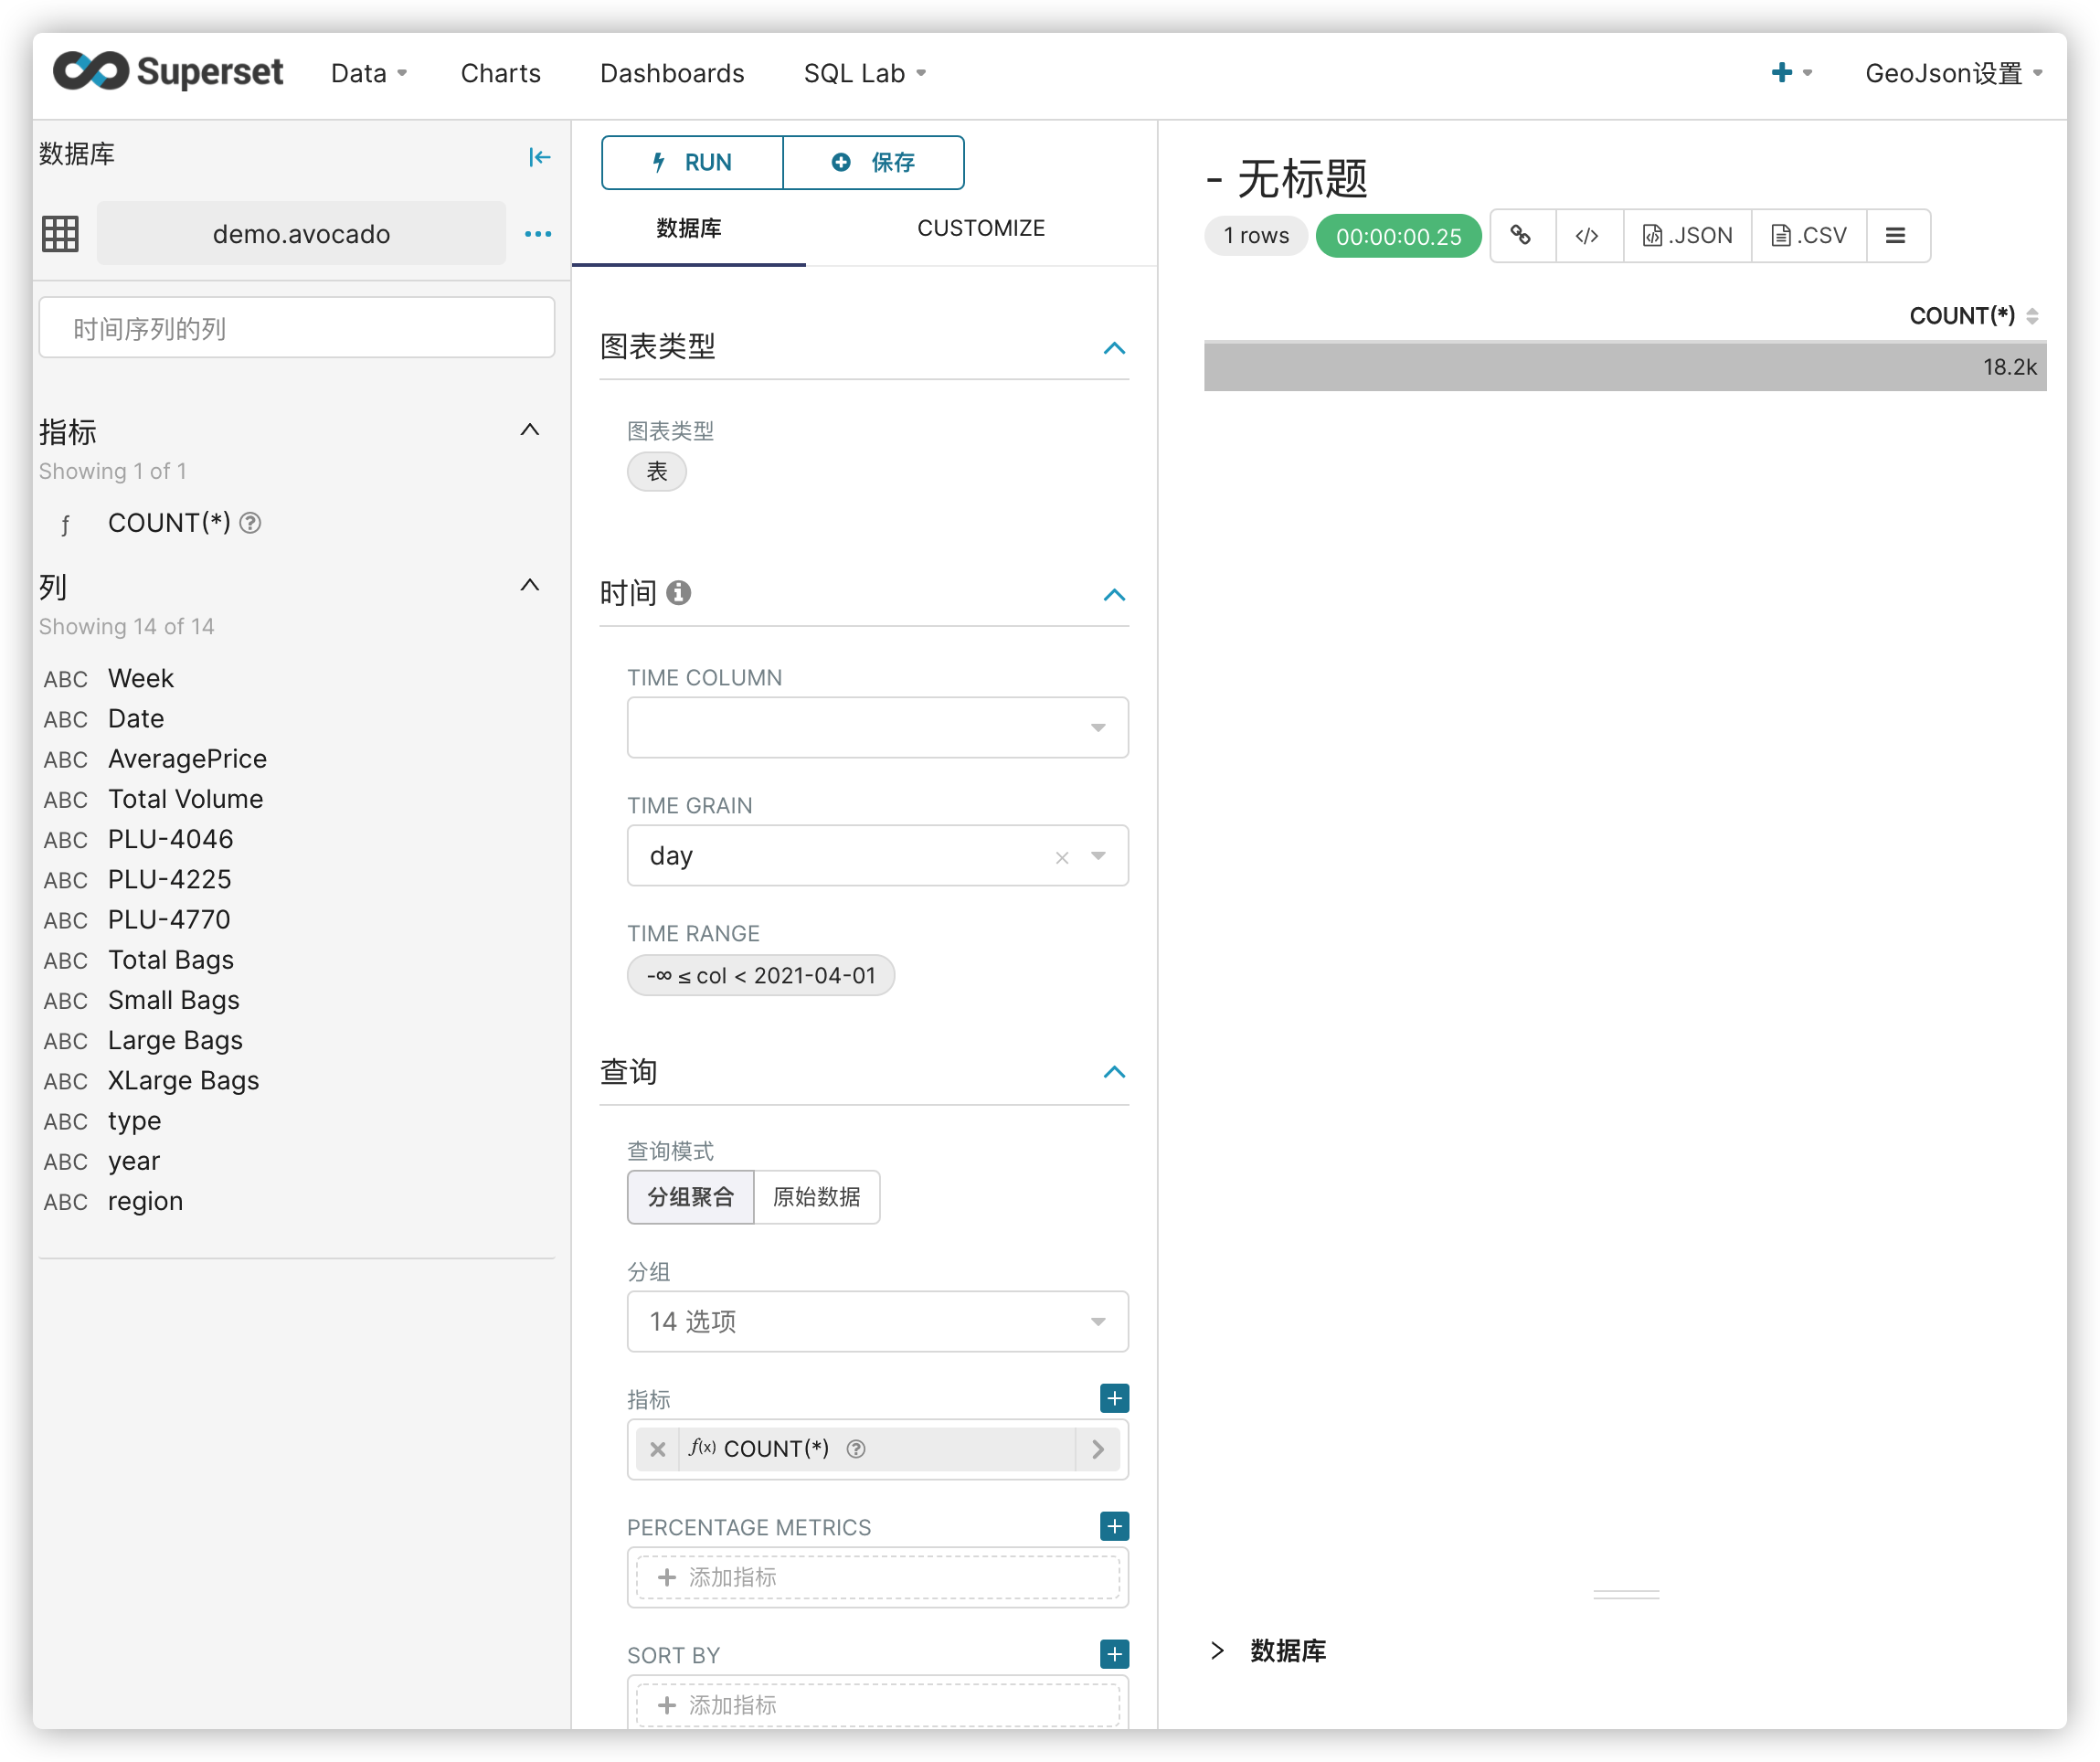 Superset
Data
Charts
Dashboards
SQL Lab
GeoJson设置
数据库
demo.avocado
时间序列的列
指标
Showing 1 of 1
ƒ COUNT(*)
列
Showing 14 of 14
ABC Week
ABC Date
ABC AveragePrice
ABC Total Volume
ABC PLU-4046
ABC PLU-4225
ABC PLU-4770
ABC Total Bags
ABC Small Bags
ABC Large Bags
ABC XLarge Bags
ABC type
ABC year
ABC region
RUN
保存
数据库
CUSTOMIZE
图表类型
图表类型
表
时间
TIME COLUMN
TIME GRAIN
day
TIME RANGE
-∞ ≤ col < 2021-04-01
查询
查询模式
分组聚合
原始数据
分组
14 选项
指标
ƒ(x) COUNT(*)
PERCENTAGE METRICS
添加指标
SORT BY
添加指标
- 无标题
1 rows
00:00:00.25
.JSON
.CSV
COUNT(*)
18.2k
数据库